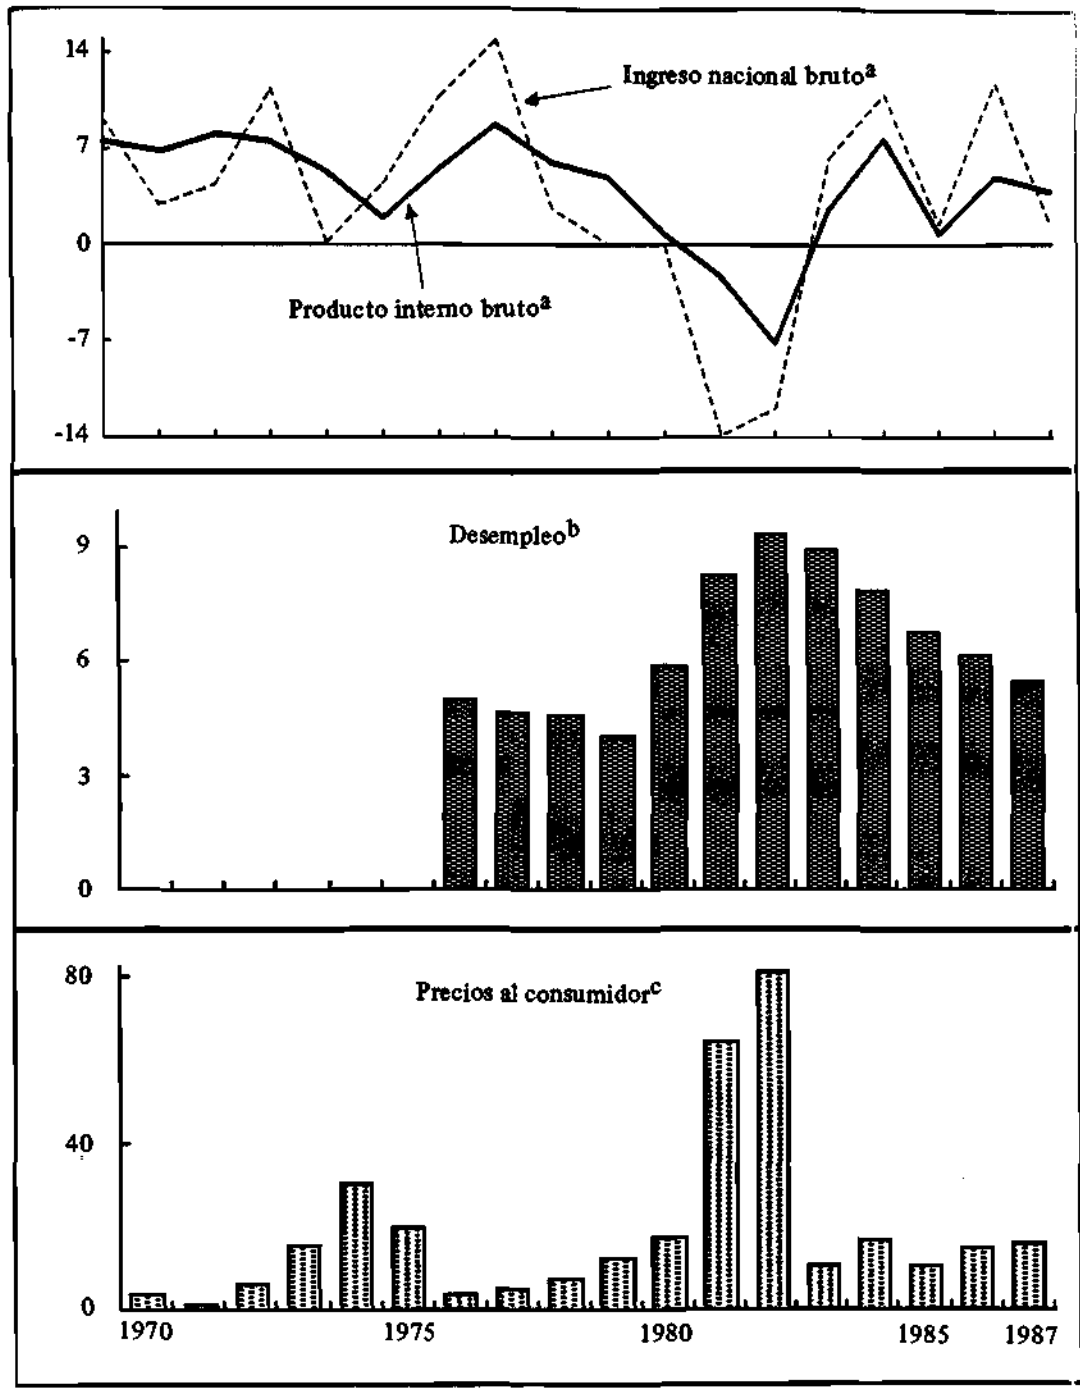 14
Ingreso nacional brutoª
7
0
Producto interno brutoª
-7
-14
Desempleoᵇ
9
6
3
0
80
Precios al consumidorᶜ
40
0
1970 1975 1980 1985 1987